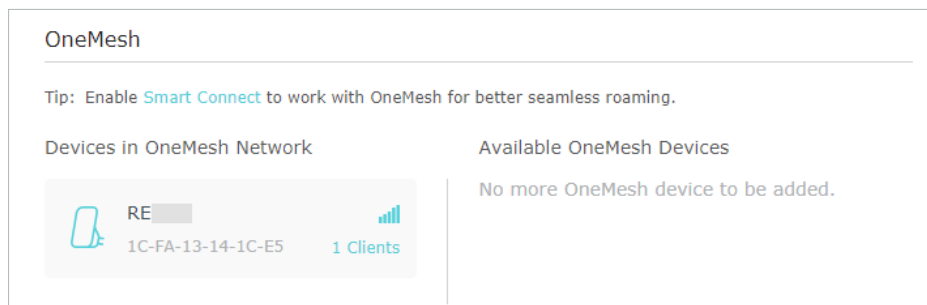 OneMesh
Tip: Enable Smart Connect to work with OneMesh for better seamless roaming.
Devices in OneMesh Network
RE
1C-FA-13-14-1C-E5
1 Clients
Available OneMesh Devices
No more OneMesh device to be added.